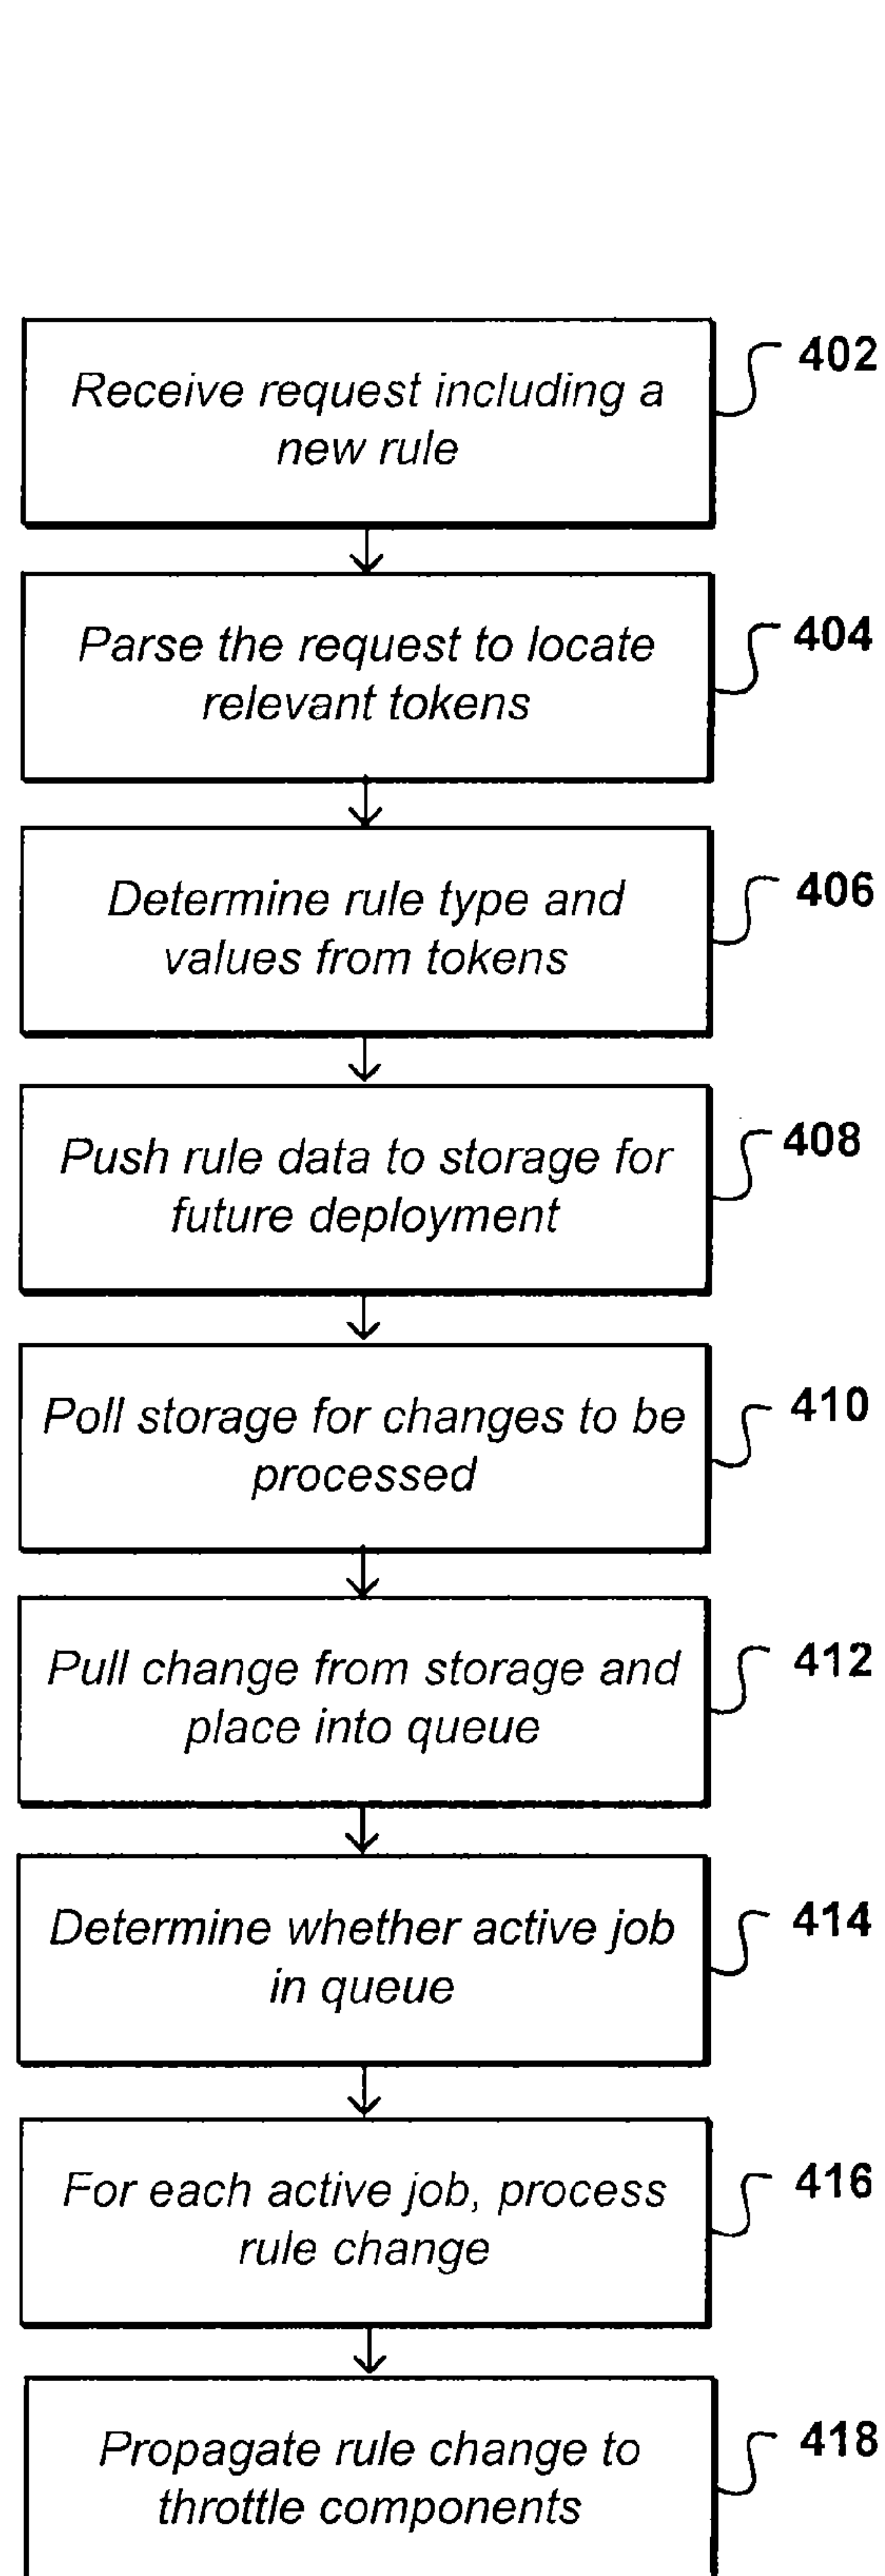 Receive request including a
new rule
402
Parse the request to locate
relevant tokens
404
Determine rule type and
values from tokens
406
Push rule data to storage for
future deployment
408
Poll storage for changes to be
processed
410
Pull change from storage and
place into queue
412
Determine whether active job
in queue
414
For each active job, process
rule change
416
Propagate rule change to
throttle components
418